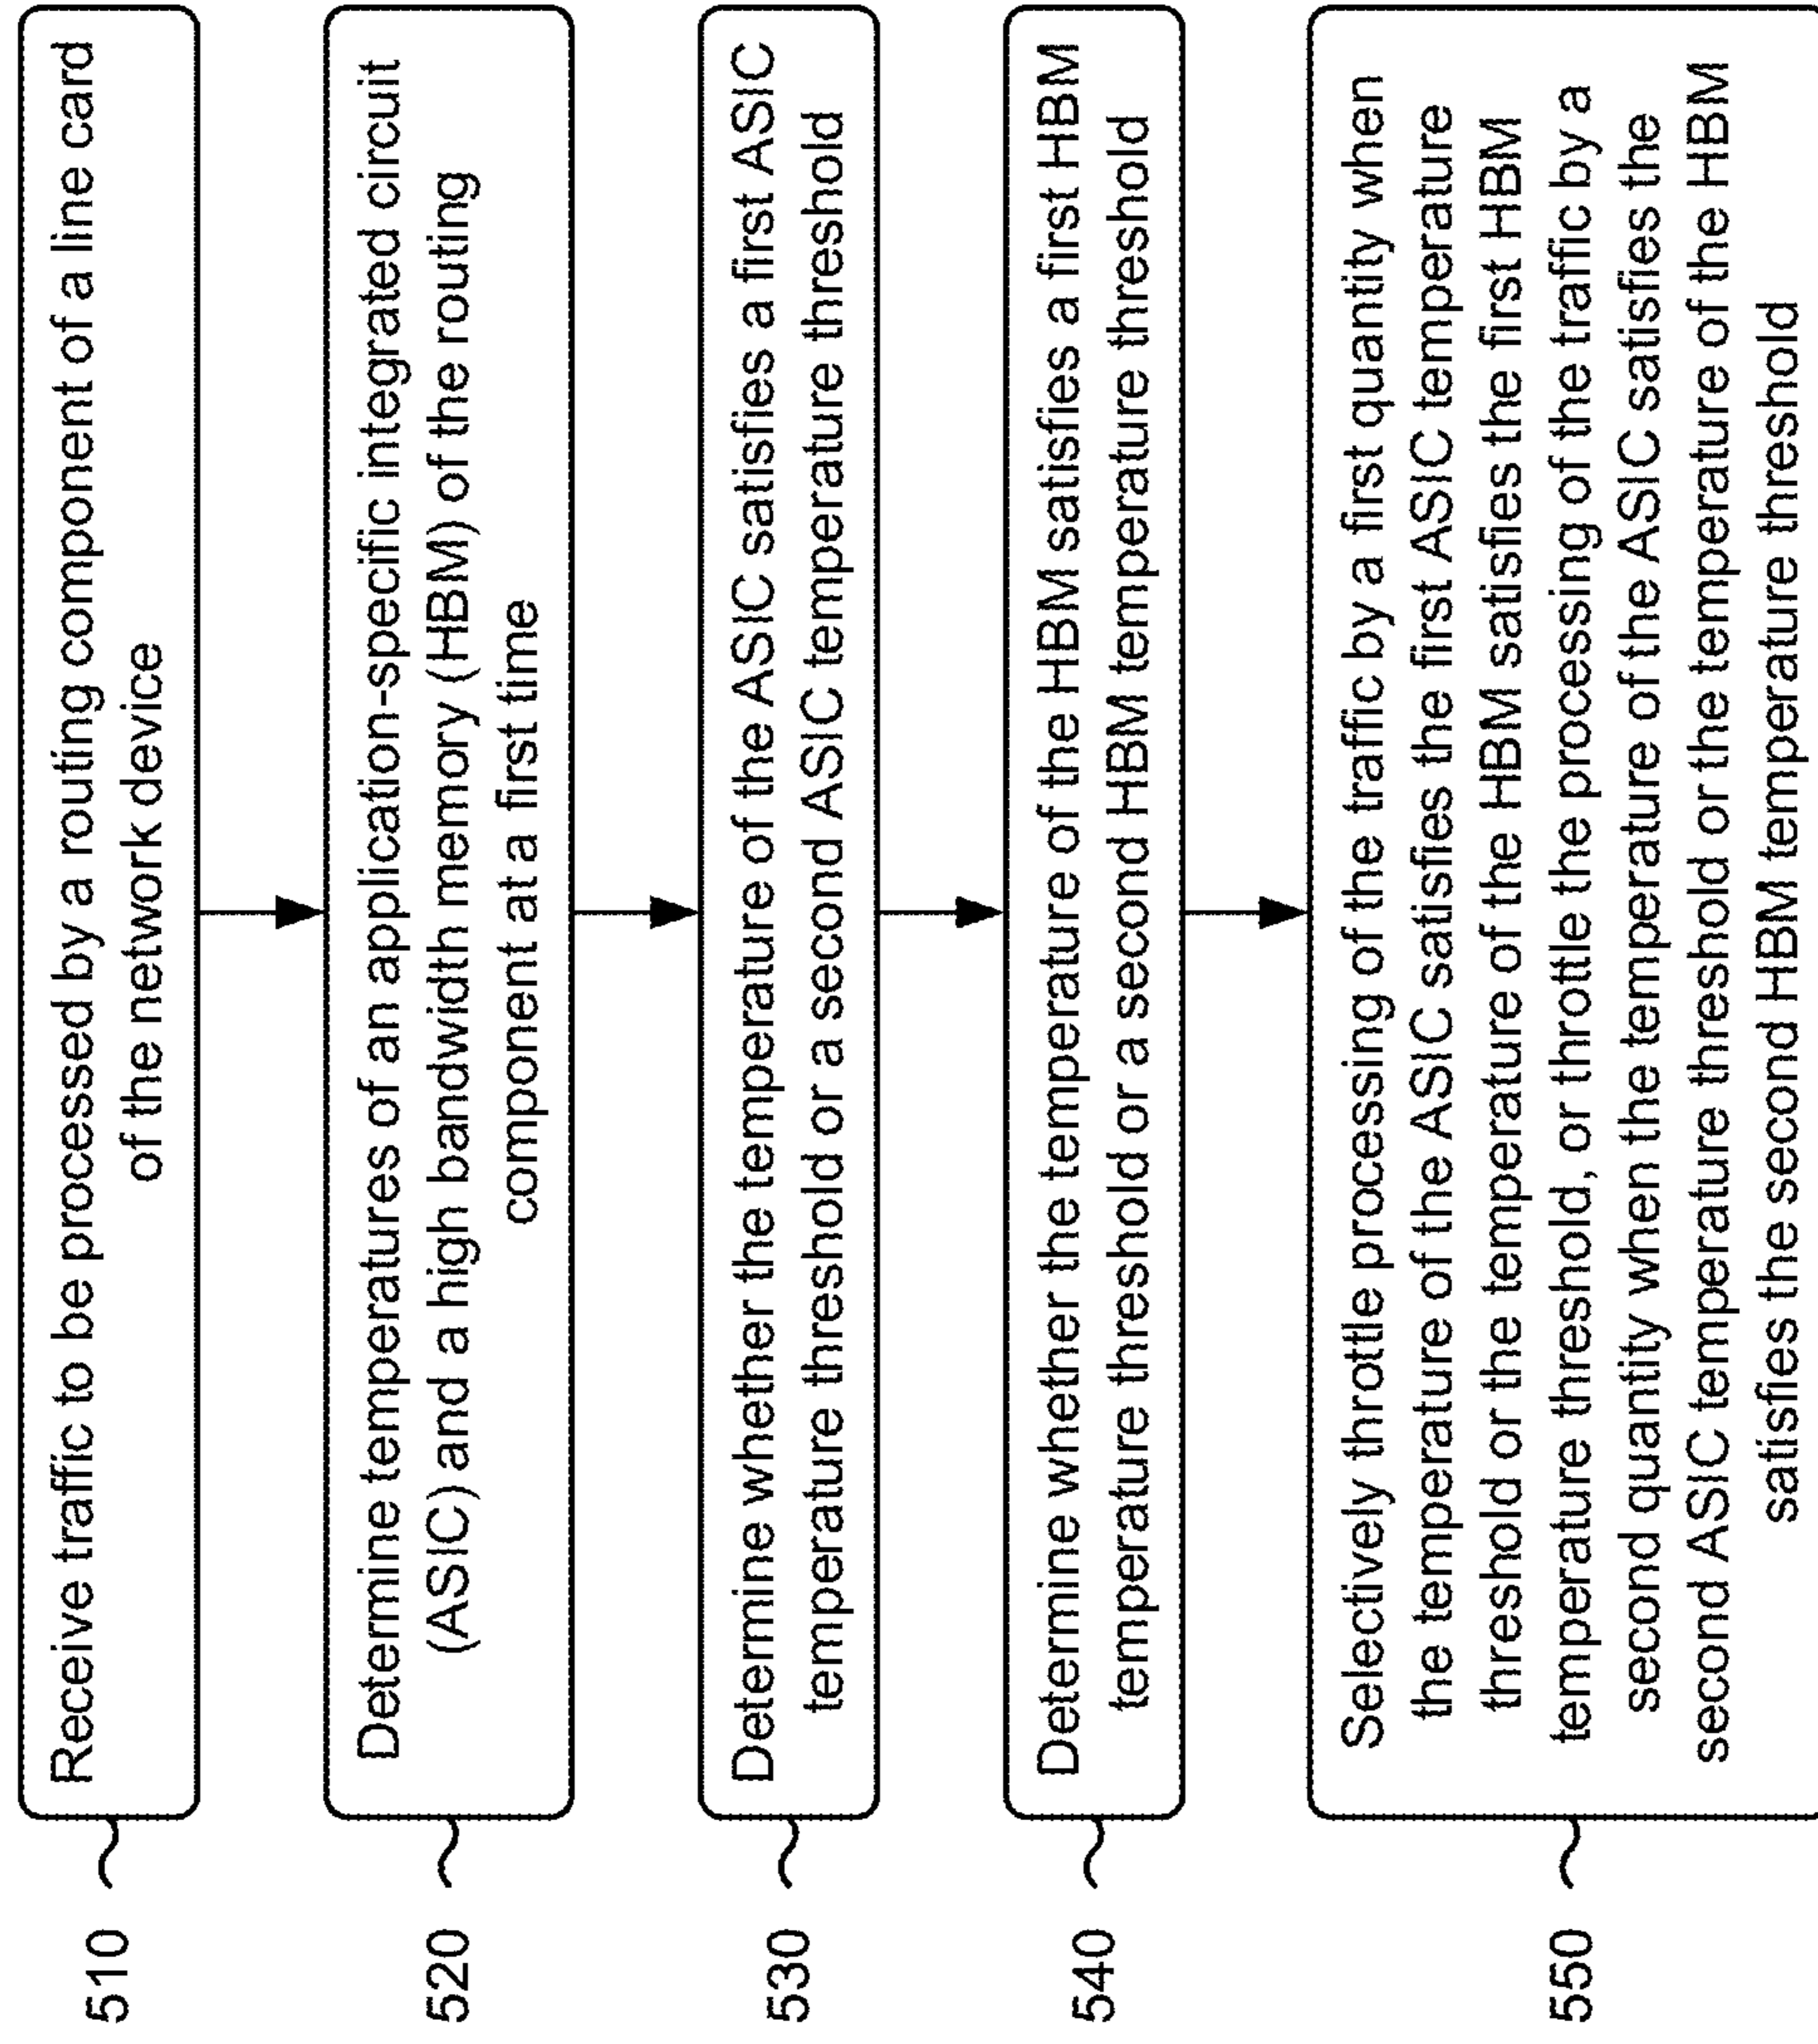 510
Receive traffic to be processed by a routing component of a line card
of the network device
520
Determine temperatures of an application-specific integrated circuit
(ASIC) and a high bandwidth memory (HBM) of the routing
component at a first time
530
Determine whether the temperature of the ASIC satisfies a first ASIC
temperature threshold or a second ASIC temperature threshold
540
Determine whether the temperature of the HBM satisfies a first HBM
temperature threshold or a second HBM temperature threshold
550
Selectively throttle processing of the traffic by a first quantity when
the temperature of the ASIC satisfies the first ASIC temperature
threshold or the temperature of the HBM satisfies the first HBM
temperature threshold, or throttle the processing of the traffic by a
second quantity when the temperature of the ASIC satisfies the
second ASIC temperature threshold or the temperature of the HBM
satisfies the second HBM temperature threshold